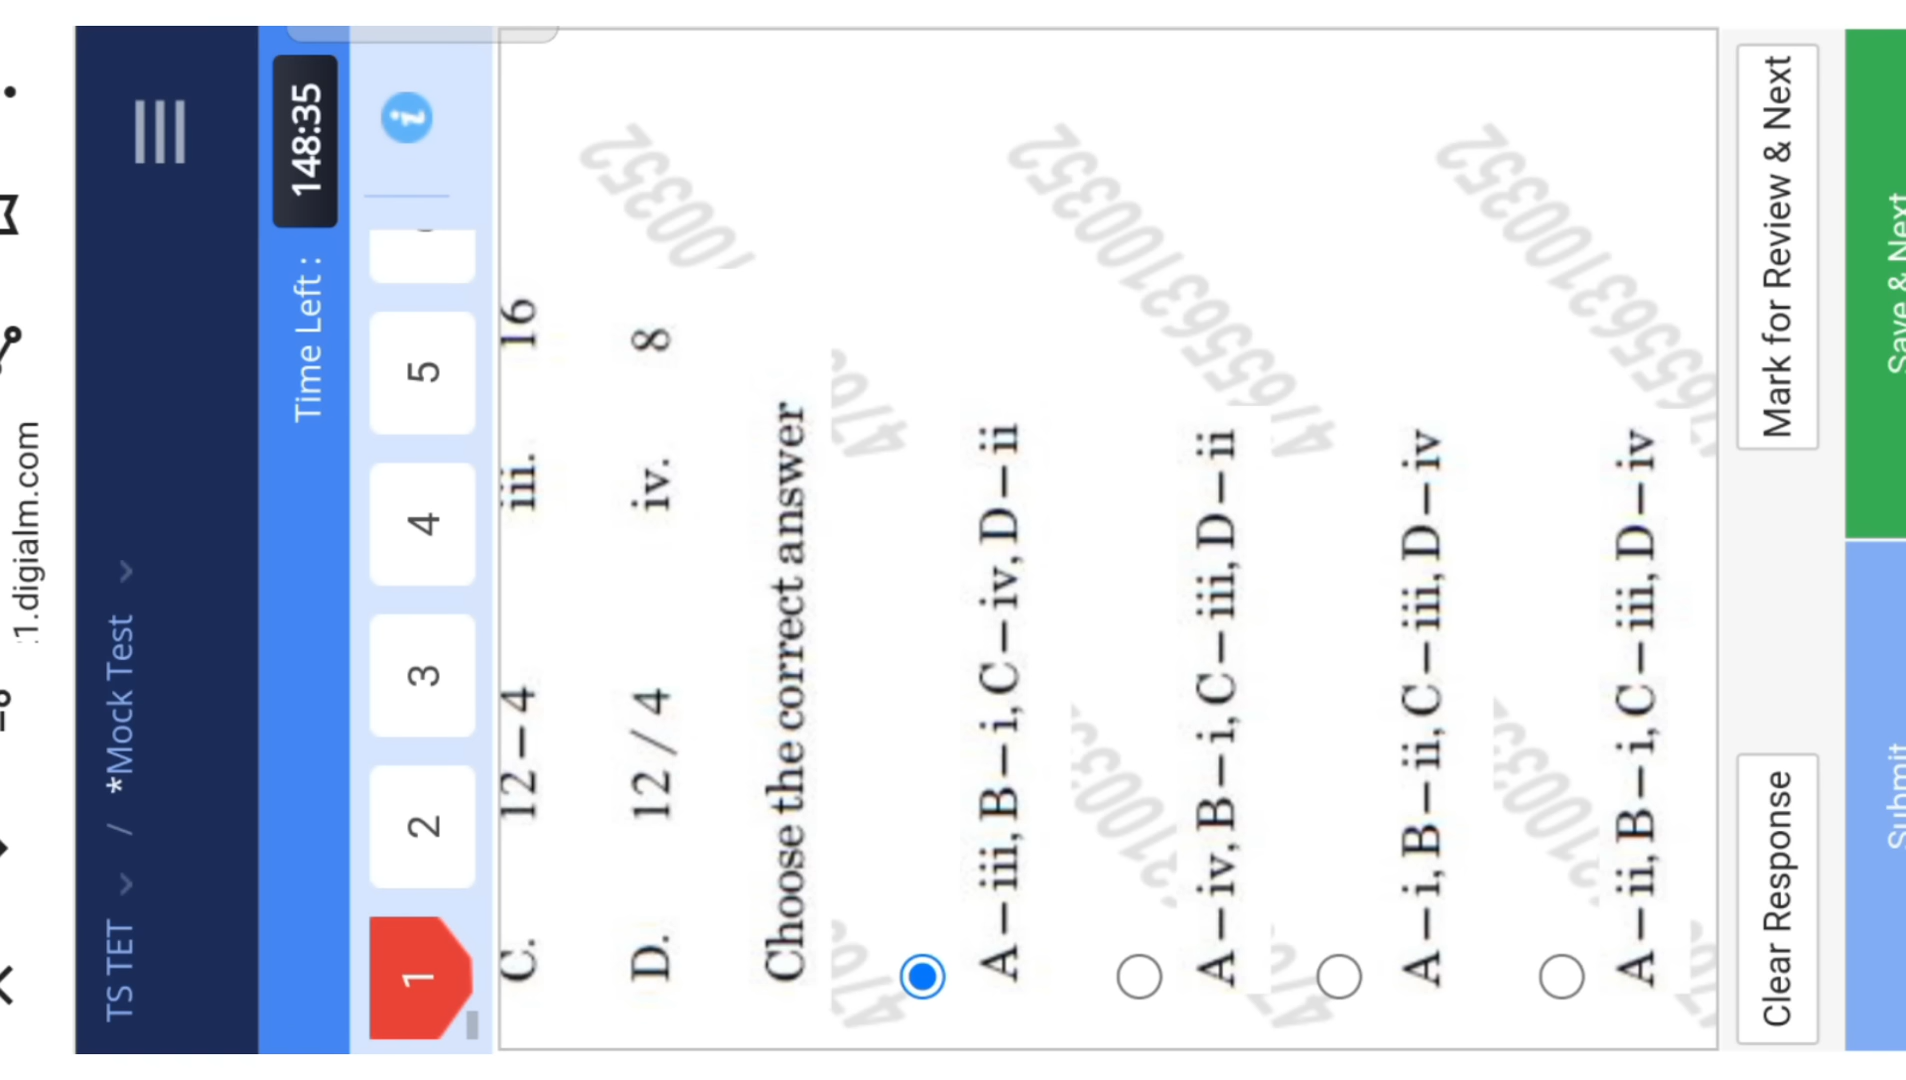 :1.digialm.com
TS TET / *Mock Test
Time Left : 148:35
1 2 3 4 5
C. 12 – 4 iii. 16
D. 12 / 4 iv. 8
Choose the correct answer
A – iii, B – i, C – iv, D – ii
A – iv, B – i, C – iii, D – ii
A – i, B – ii, C – iii, D – iv
A – ii, B – i, C – iii, D – iv
Clear Response Mark for Review & Next
Submit Save & Next